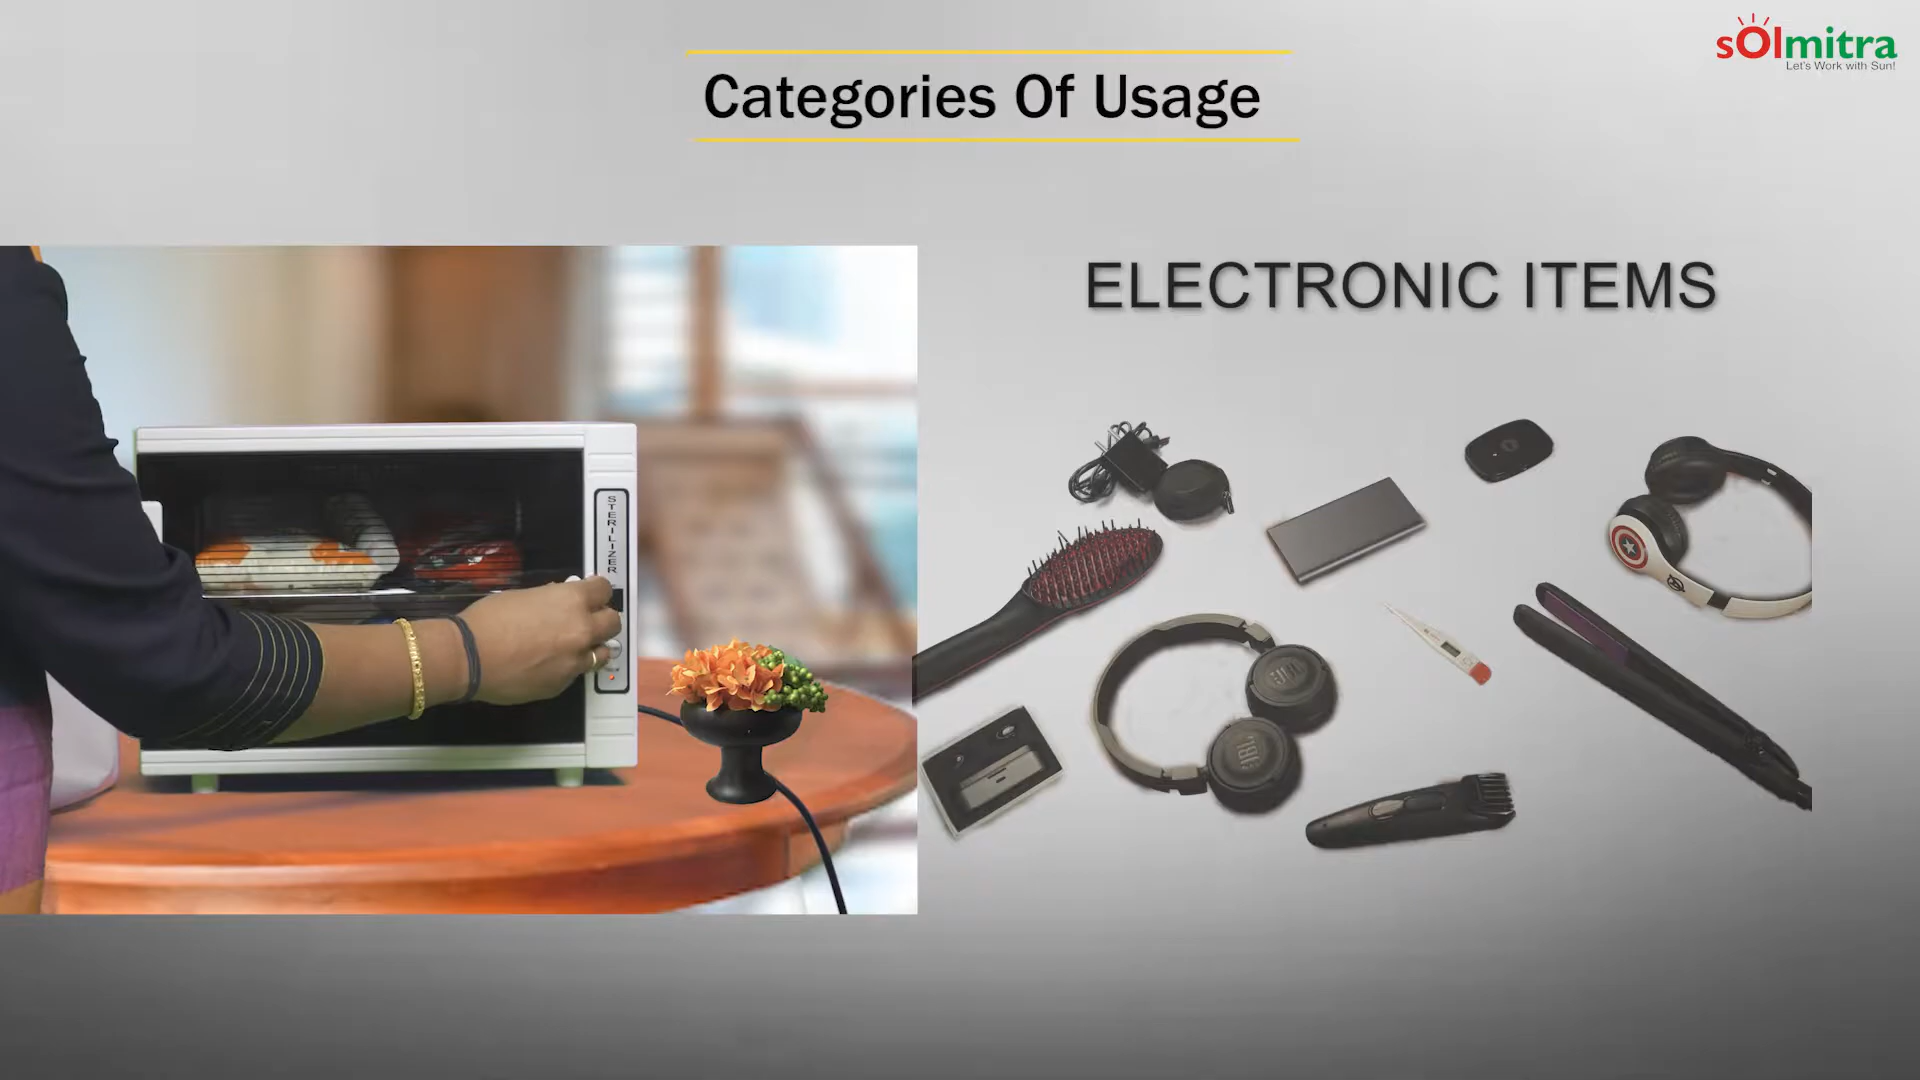 sOlmitra
Let's Work with Sun!
Categories Of Usage
ELECTRONIC ITEMS
STERILIZER
JBL
JBL